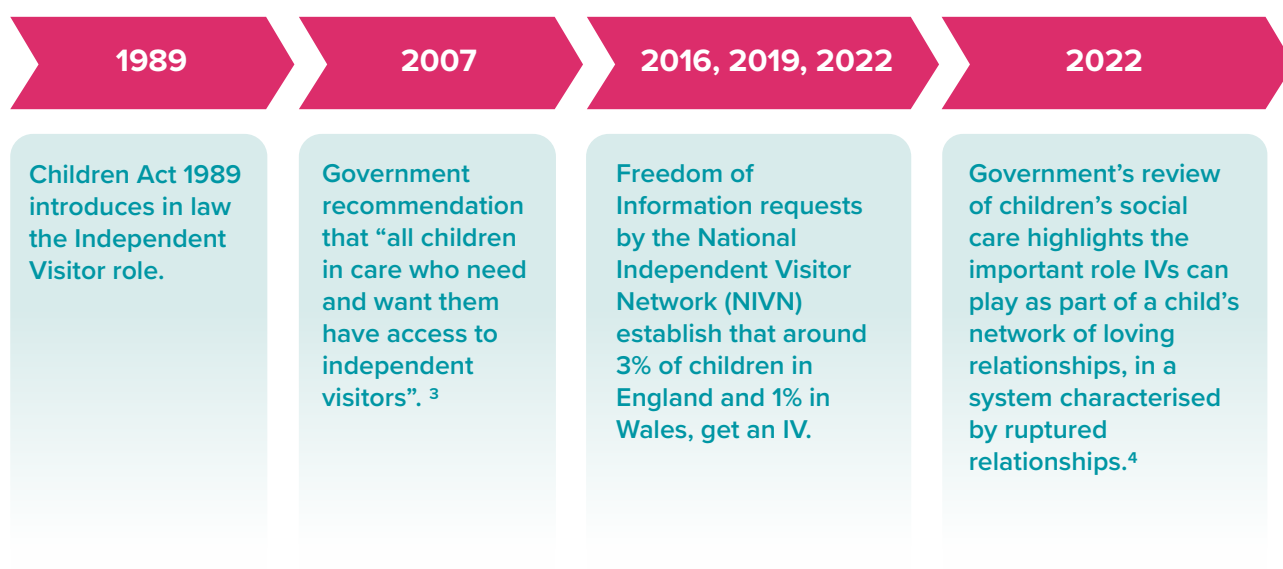 1989
Children Act 1989
introduces in law
the Independent
Visitor role.
2007
Government
recommendation
that “all children
in care who need
and want them
have access to
independent
visitors”. 3
2016, 2019, 2022
Freedom of
Information requests
by the National
Independent Visitor
Network (NIVN)
establish that around
3% of children in
England and 1% in
Wales, get an IV.
2022
Government’s review
of children’s social
care highlights the
important role IVs can
play as part of a child’s
network of loving
relationships, in a
system characterised
by ruptured
relationships.4